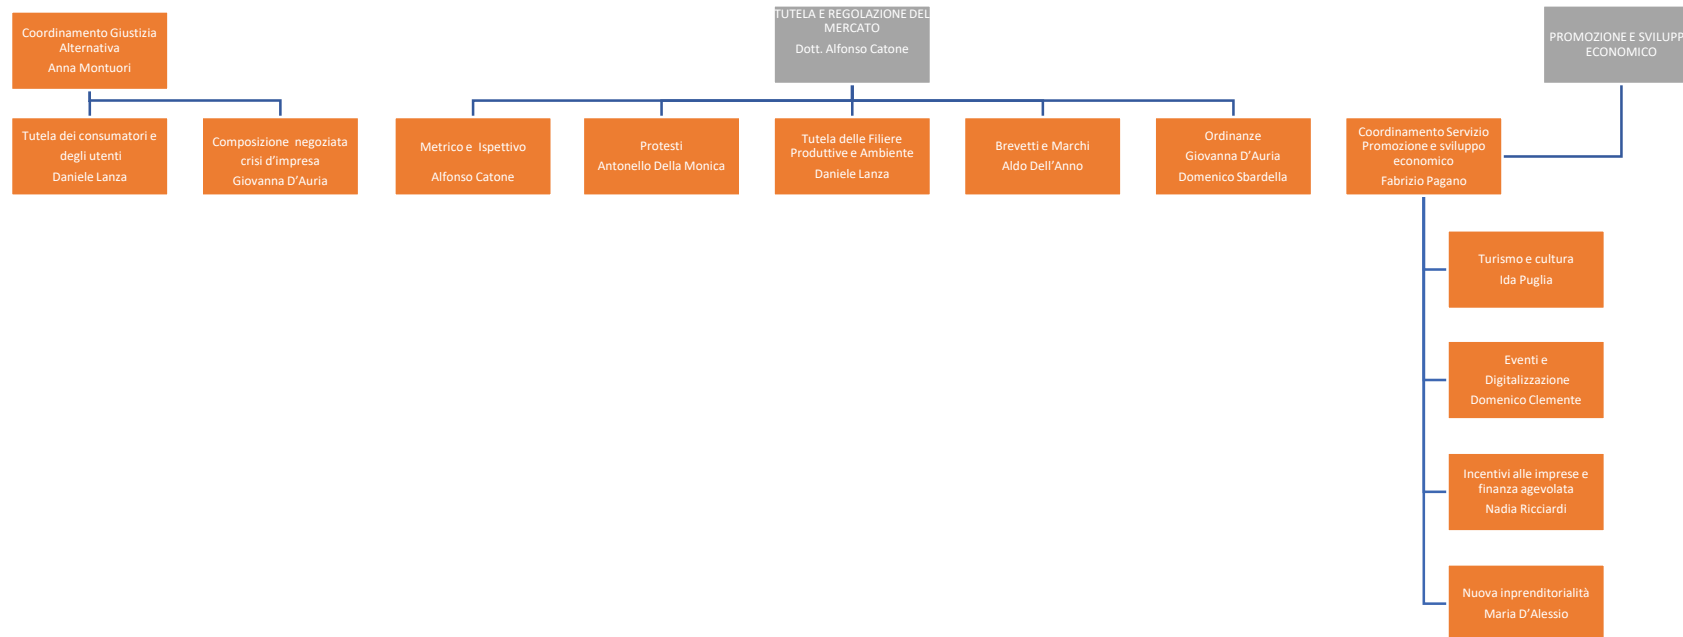 Coordinamento Giustizia
Alternativa
Anna Montuori
TUTELA E REGOLAZIONE DEL
MERCATO
Dott. Alfonso Catone
PROMOZIONE E SVILUPP
ECONOMICO
Tutela dei consumatori e
degli utenti
Daniele Lanza
Composizione negoziata
crisi d'impresa
Giovanna D'Auria
Metrico e Ispettivo
Alfonso Catone
Protesti
Antonello Della Monica
Tutela delle Filiere
Produttive e Ambiente
Daniele Lanza
Brevetti e Marchi
Aldo Dell'Anno
Ordinanze
Giovanna D'Auria
Domenico Sbardella
Coordinamento Servizio
Promozione e sviluppo
economico
Fabrizio Pagano
Turismo e cultura
Ida Puglia
Eventi e
Digitalizzazione
Domenico Clemente
Incentivi alle imprese e
finanza agevolata
Nadia Ricciardi
Nuova inprenditorialità
Maria D'Alessio